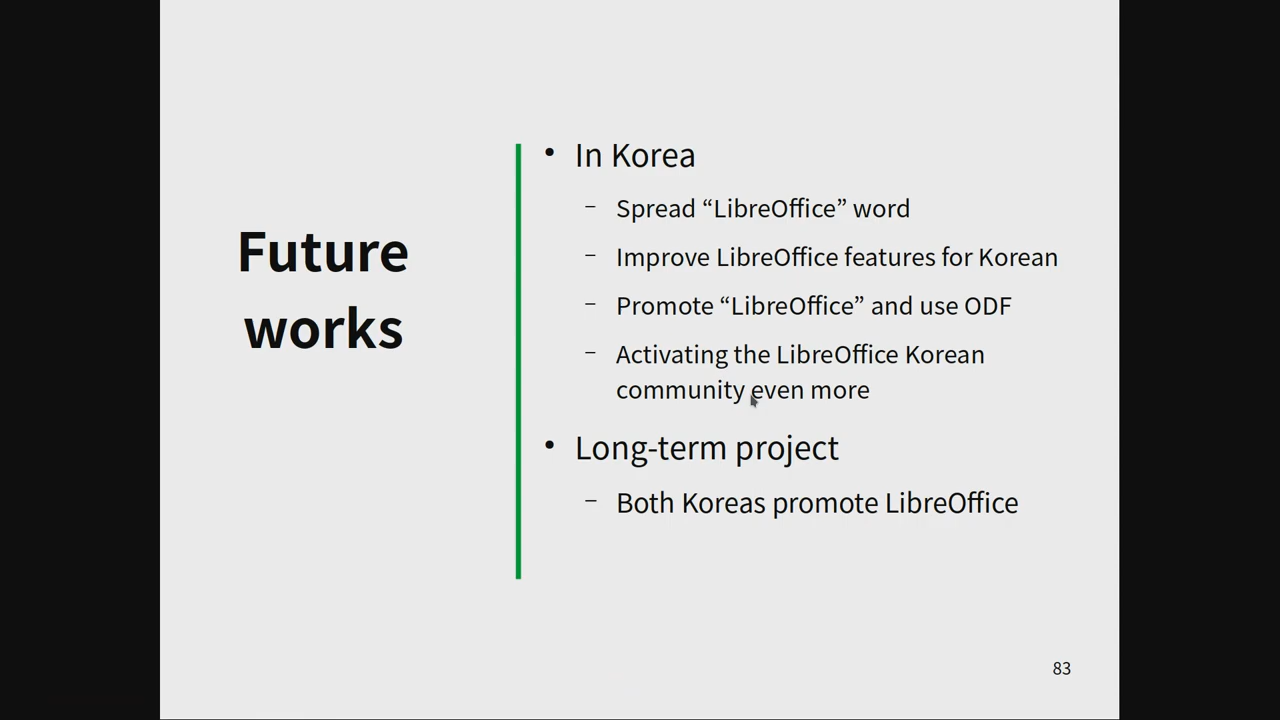 Future
works
• In Korea
– Spread “LibreOffice” word
– Improve LibreOffice features for Korean
– Promote “LibreOffice” and use ODF
– Activating the LibreOffice Korean
community even more
• Long-term project
– Both Koreas promote LibreOffice
83